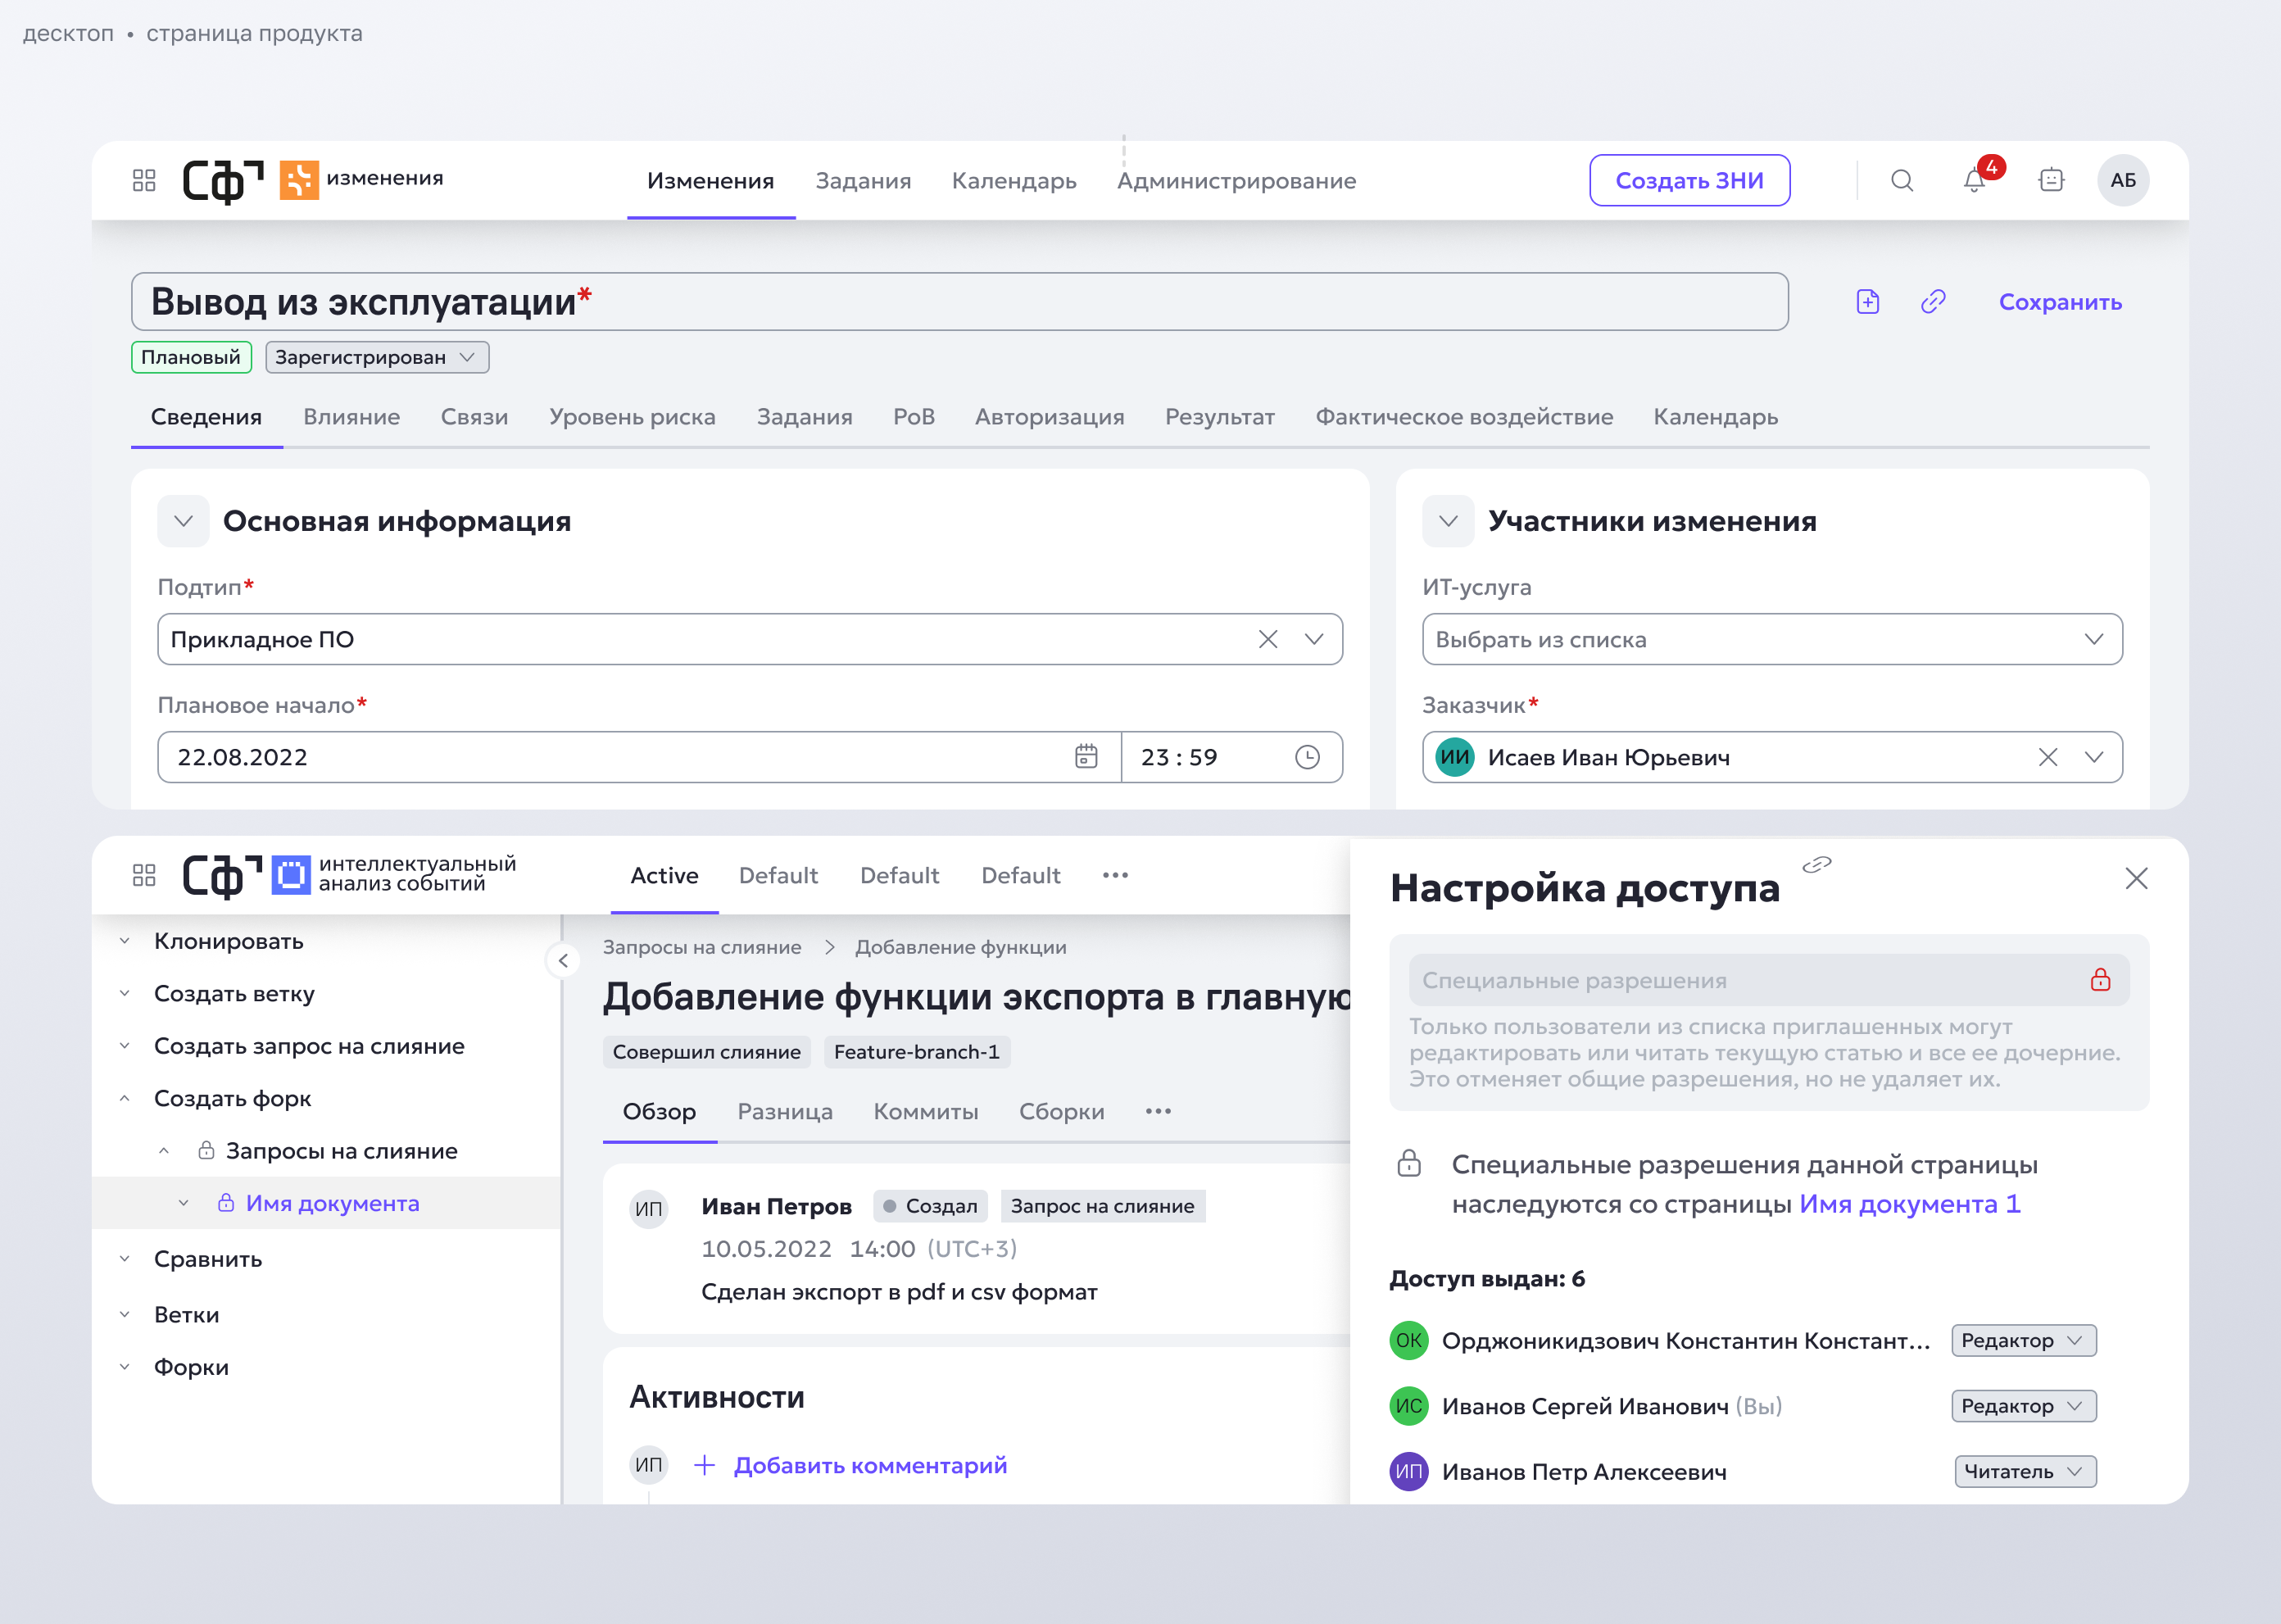 десктоп • страница продукта
Сф изменения
Изменения Задания Календарь Администрирование
Создать ЗНИ
4
АБ
Вывод из эксплуатации*
Сохранить
Плановый Зарегистрирован
Сведения Влияние Связи Уровень риска Задания РоВ Авторизация Результат Фактическое воздействие Календарь
Основная информация
Подтип*
Прикладное ПО
Плановое начало*
22.08.2022 23 : 59
Участники изменения
ИТ-услуга
Выбрать из списка
Заказчик*
ИИ Исаев Иван Юрьевич
Сф интеллектуальный
анализ событий
Active Default Default Default •••
Клонировать
Создать ветку
Создать запрос на слияние
Создать форк
Запросы на слияние
Имя документа
Сравнить
Ветки
Форки
Запросы на слияние > Добавление функции
Добавление функции экспорта в главную
Совершил слияние Feature-branch-1
Обзор Разница Коммиты Сборки •••
ИП Иван Петров Создал Запрос на слияние
10.05.2022 14:00 (UTC+3)
Сделан экспорт в pdf и csv формат
Активности
ИП + Добавить комментарий
Настройка доступа
Специальные разрешения
Только пользователи из списка приглашенных могут
редактировать или читать текущую статью и все ее дочерние.
Это отменяет общие разрешения, но не удаляет их.
Специальные разрешения данной страницы
наследуются со страницы Имя документа 1
Доступ выдан: 6
ОК Орджоникидзович Константин Констант... Редактор
ИС Иванов Сергей Иванович (Вы) Редактор
ИП Иванов Петр Алексеевич Читатель